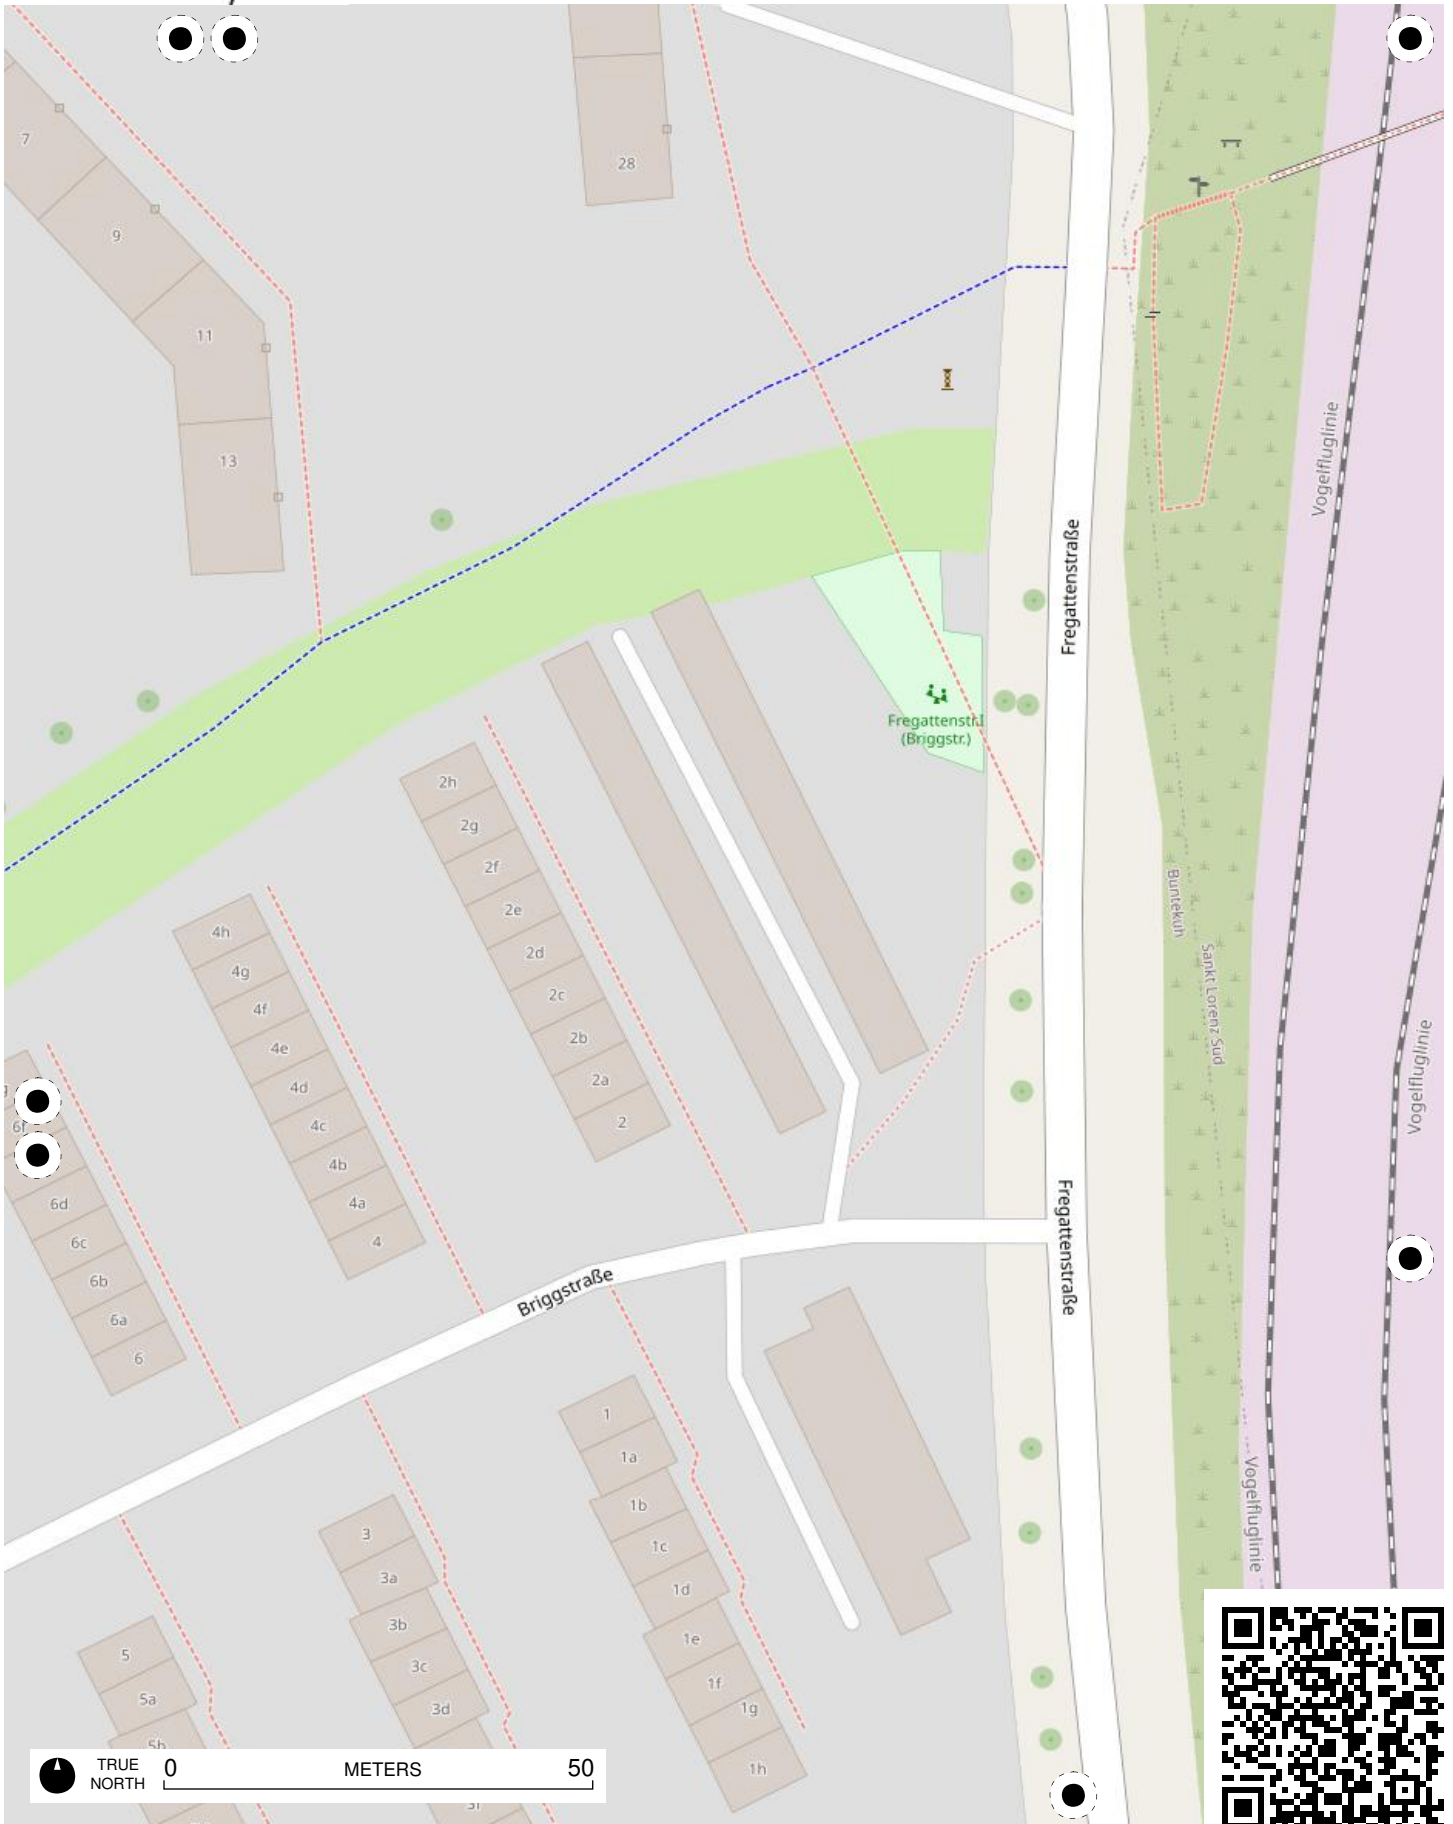 7
28
9
11
13
Vogelfluglinie
Fregattenstraße
Fregattenstr.I
(Briggstr.)
2h
2g
2f
2e
2d
2c
2b
2a
2
4h
4g
4f
4e
4d
4c
4b
4a
4
Buntekuh
Sankt Lorenz Süd
Vogelfluglinie
6f
6d
6c
6b
6a
6
Briggstraße
Fregattenstraße
1
1a
1b
1c
1d
1e
1f
1g
1h
3
3a
3b
3c
3d
3f
5
5a
5b
Vogelfluglinie
TRUE
NORTH
0 METERS 50